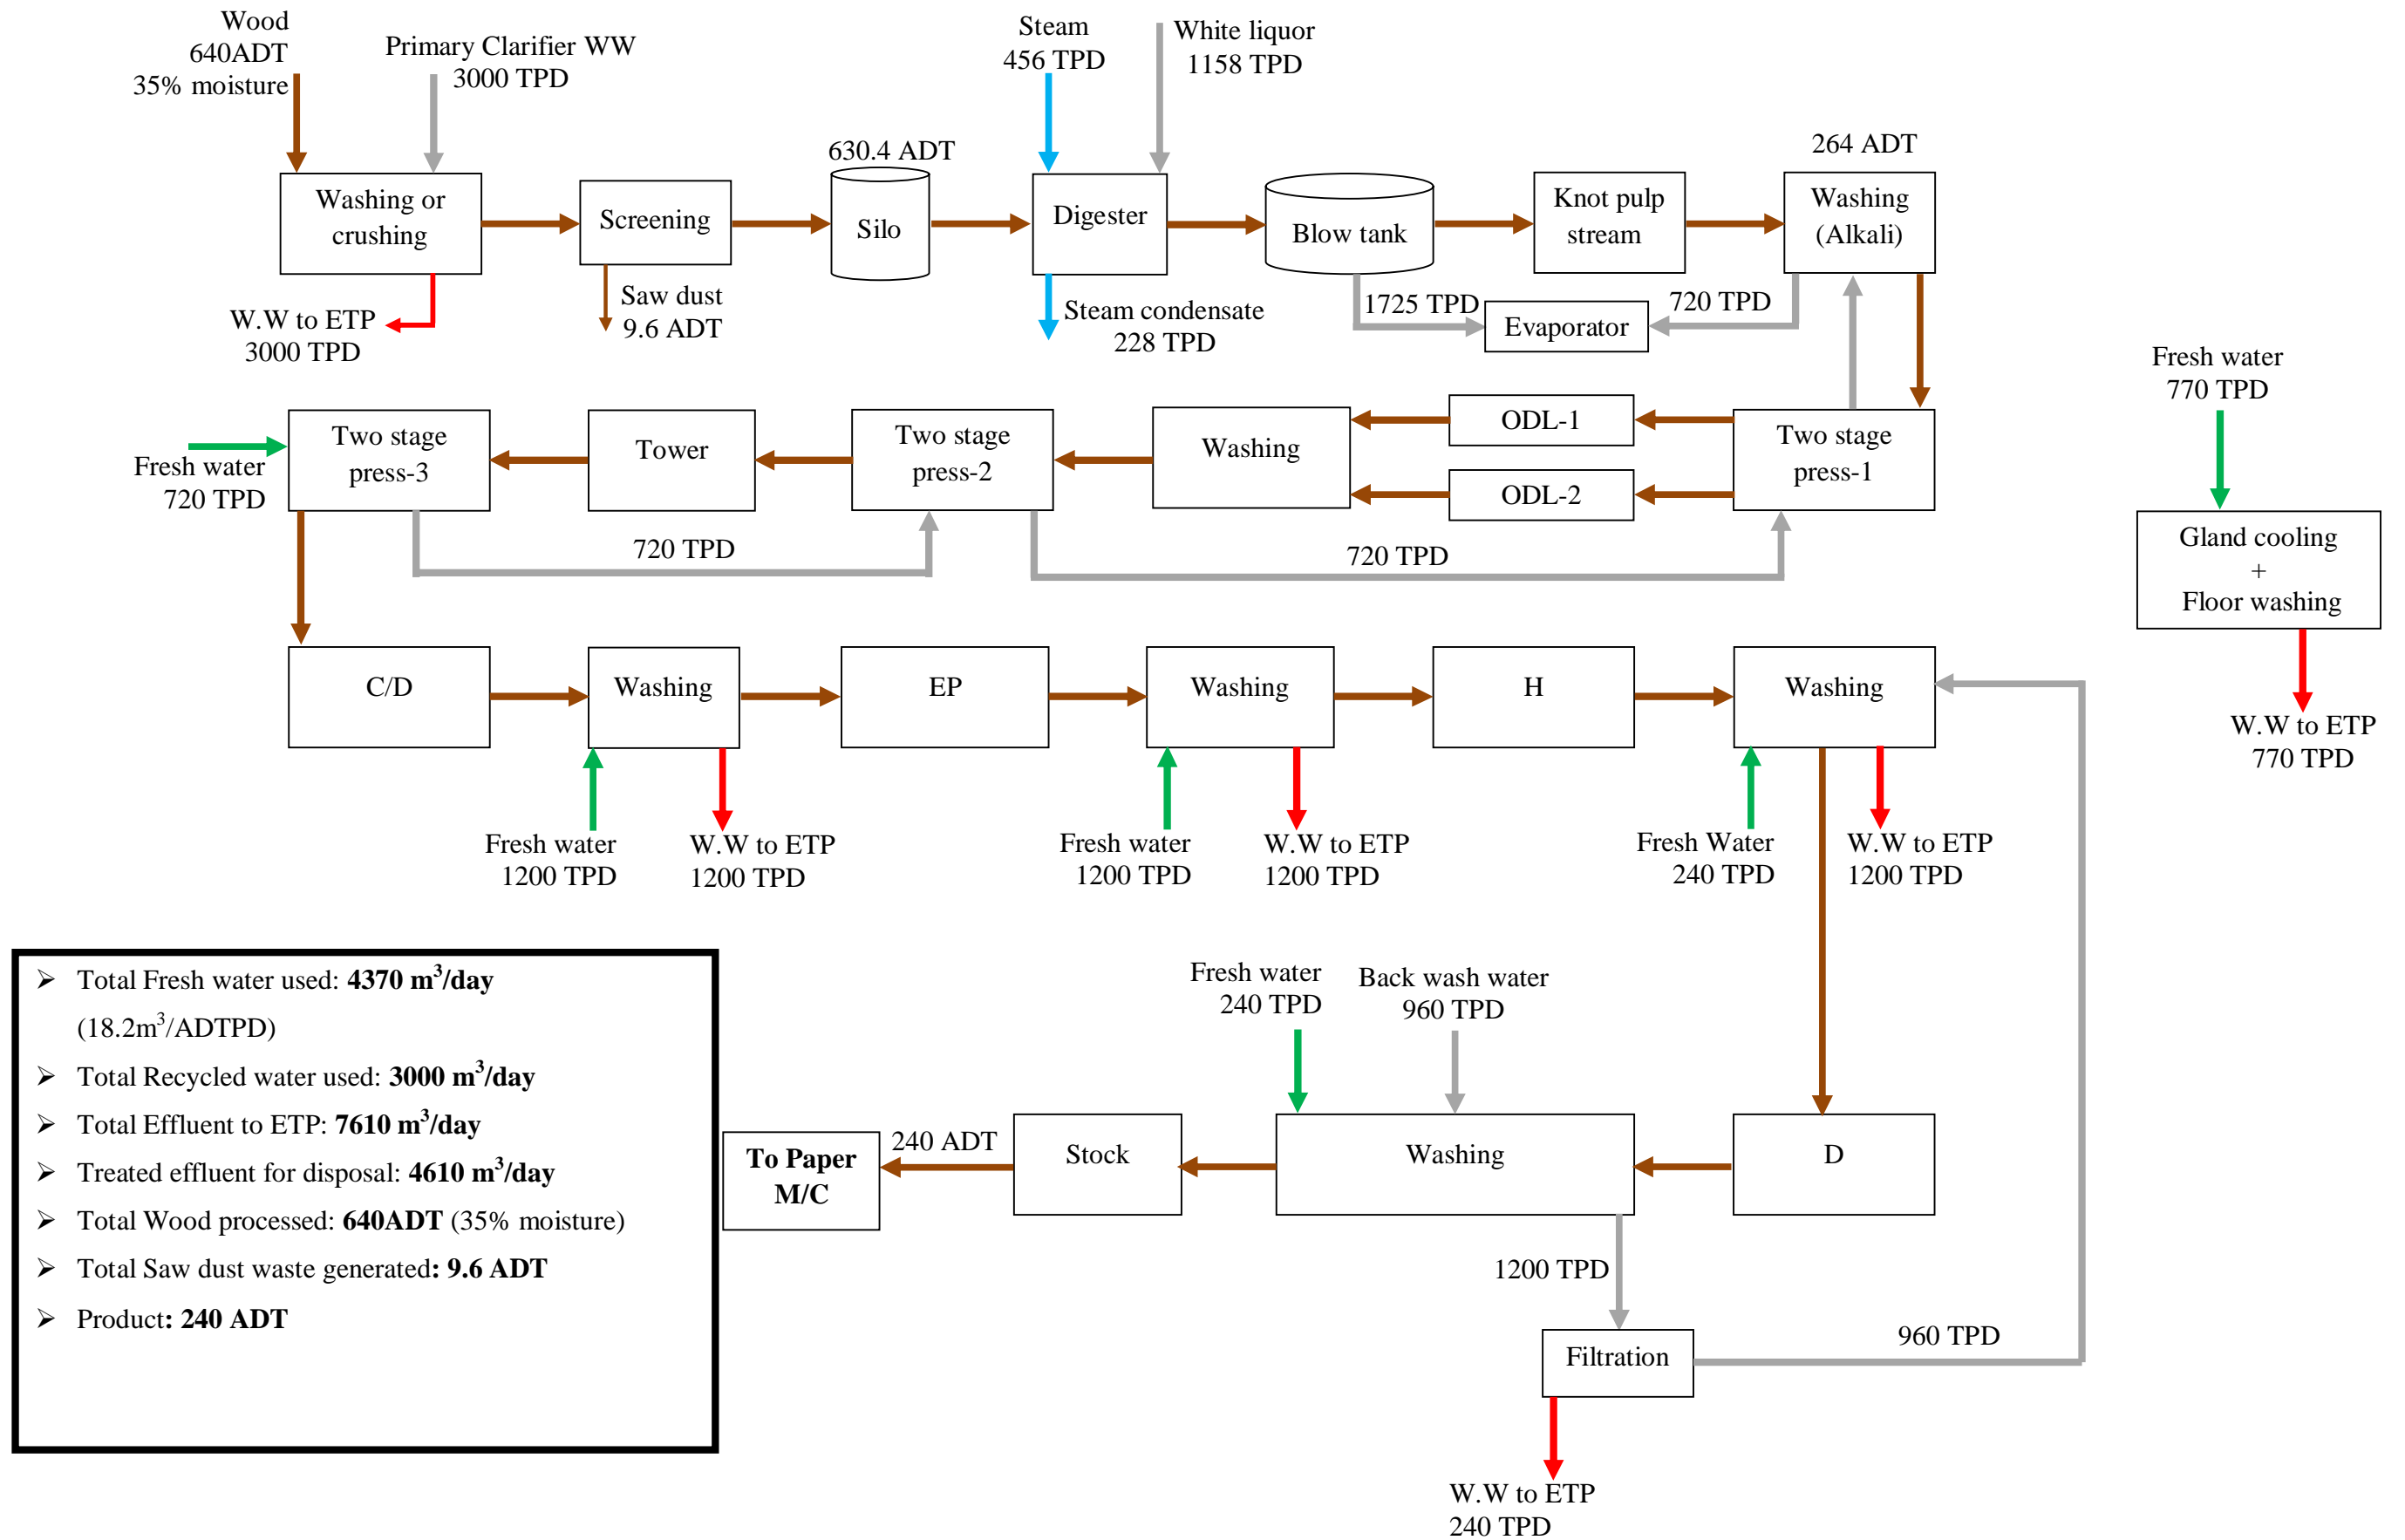 Wood
640ADT
35% moisture
Primary Clarifier WW
3000 TPD
Steam
456 TPD
White liquor
1158 TPD
630.4 ADT
264 ADT
Washing or
crushing
Screening
Silo
Digester
Blow tank
Knot pulp
stream
Washing
(Alkali)
W.W to ETP
3000 TPD
Saw dust
9.6 ADT
Steam condensate
228 TPD
1725 TPD
Evaporator
720 TPD
Fresh water
770 TPD
Fresh water
720 TPD
Two stage
press-3
Tower
Two stage
press-2
Washing
ODL-1
ODL-2
Two stage
press-1
720 TPD
720 TPD
Gland cooling
+
Floor washing
W.W to ETP
770 TPD
C/D
Washing
EP
Washing
H
Washing
Fresh water
1200 TPD
W.W to ETP
1200 TPD
Fresh water
1200 TPD
W.W to ETP
1200 TPD
Fresh Water
240 TPD
W.W to ETP
1200 TPD
➢ Total Fresh water used: 4370 m³/day
(18.2m³/ADTPD)
➢ Total Recycled water used: 3000 m³/day
➢ Total Effluent to ETP: 7610 m³/day
➢ Treated effluent for disposal: 4610 m³/day
➢ Total Wood processed: 640ADT (35% moisture)
➢ Total Saw dust waste generated: 9.6 ADT
➢ Product: 240 ADT
Fresh water
240 TPD
Back wash water
960 TPD
To Paper
M/C
240 ADT
Stock
Washing
D
1200 TPD
Filtration
960 TPD
W.W to ETP
240 TPD